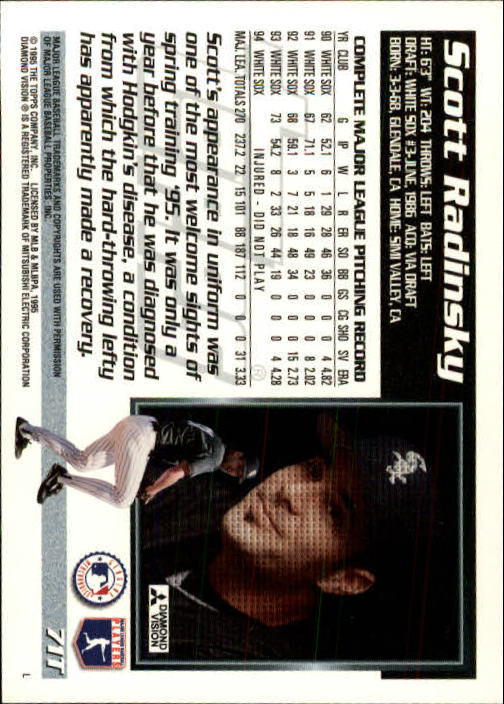 Scott Radinsky
HT: 6'3" WT: 204 THROWS: LEFT BATS: LEFT
DRAFT: WHITE SOX #3-JUNE, 1986 ACQ: VIA DRAFT
BORN: 3-3-68, GLENDALE, CA HOME: SIMI VALLEY, CA
COMPLETE MAJOR LEAGUE PITCHING RECORD
YR CLUB G IP W L R ER SO BB GS CG SHO SV ERA
90 WHITE SOX 62 52.1 6 1 29 28 46 36 0 0 0 4 4.82
91 WHITE SOX 67 71.1 5 5 18 16 49 23 0 0 0 8 2.02
92 WHITE SOX 68 59.1 3 7 21 18 48 34 0 0 0 15 2.73
93 WHITE SOX 73 54.2 8 2 33 26 44 19 0 0 0 4 4.28
94 WHITE SOX INJURED - DID NOT PLAY
MAJ. LEA. TOTALS 270 237.2 22 15 101 88 187 112 0 0 0 31 3.33
Scott's appearance in uniform was
one of the most welcome sights of
spring training '95. It was only a
year before that he was diagnosed
with Hodgkin's disease, a condition
from which the hard-throwing lefty
has apparently made a recovery.
MAJOR LEAGUE BASEBALL TRADEMARKS AND COPYRIGHTS ARE USED WITH PERMISSION
OF MAJOR LEAGUE BASEBALL PROPERTIES, INC.
© 1995 THE TOPPS COMPANY, INC. LICENSED BY MLB & MLBPA, 1995
DIAMOND VISION ® IS A REGISTERED TRADEMARK OF MITSUBISHI ELECTRIC CORPORATION
DIAMOND
VISION
PLAYERS
71T
L